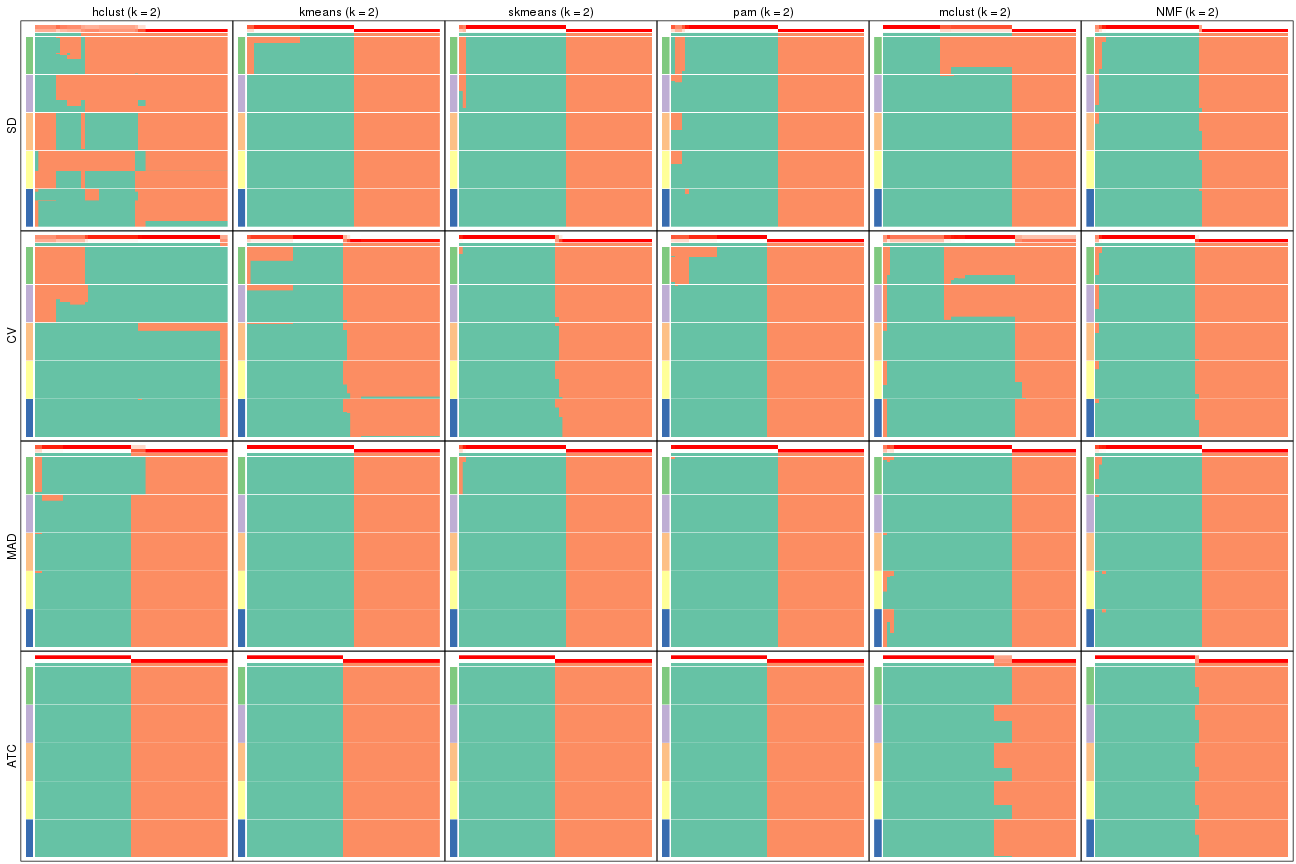 hclust (k = 2)
kmeans (k = 2)
skmeans (k = 2)
pam (k = 2)
mclust (k = 2)
NMF (k = 2)
SD
CV
MAD
ATC